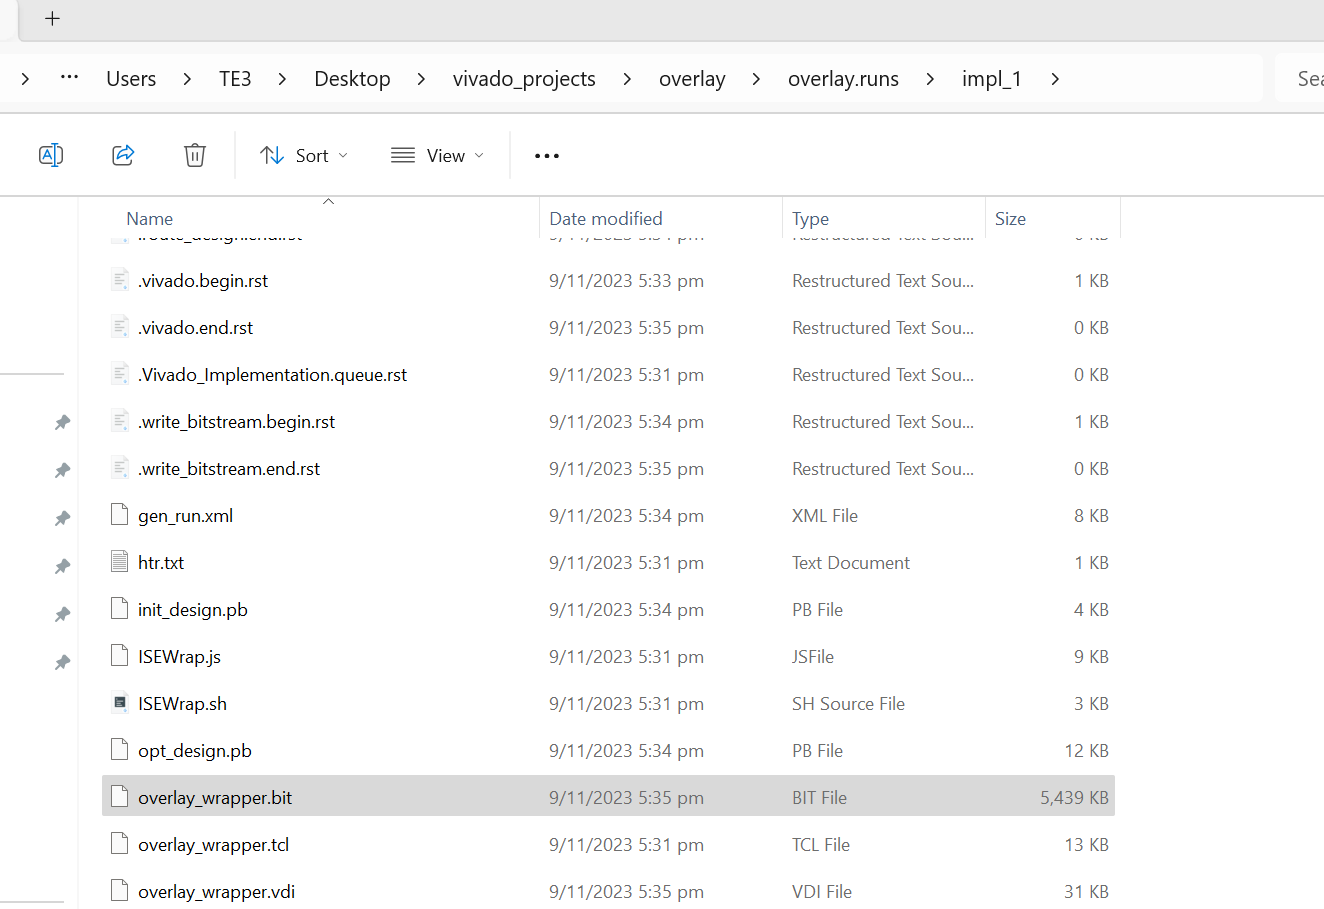 Users > TE3 > Desktop > vivado_projects > overlay > overlay.runs > impl_1 >
Sort View
Name Date modified Type Size
.vivado.begin.rst 9/11/2023 5:33 pm Restructured Text Sou... 1 KB
.vivado.end.rst 9/11/2023 5:35 pm Restructured Text Sou... 0 KB
.Vivado_Implementation.queue.rst 9/11/2023 5:31 pm Restructured Text Sou... 0 KB
.write_bitstream.begin.rst 9/11/2023 5:34 pm Restructured Text Sou... 1 KB
.write_bitstream.end.rst 9/11/2023 5:35 pm Restructured Text Sou... 0 KB
gen_run.xml 9/11/2023 5:34 pm XML File 8 KB
htr.txt 9/11/2023 5:31 pm Text Document 1 KB
init_design.pb 9/11/2023 5:34 pm PB File 4 KB
ISEWrap.js 9/11/2023 5:31 pm JSFile 9 KB
ISEWrap.sh 9/11/2023 5:31 pm SH Source File 3 KB
opt_design.pb 9/11/2023 5:34 pm PB File 12 KB
overlay_wrapper.bit 9/11/2023 5:35 pm BIT File 5,439 KB
overlay_wrapper.tcl 9/11/2023 5:31 pm TCL File 13 KB
overlay_wrapper.vdi 9/11/2023 5:35 pm VDI File 31 KB